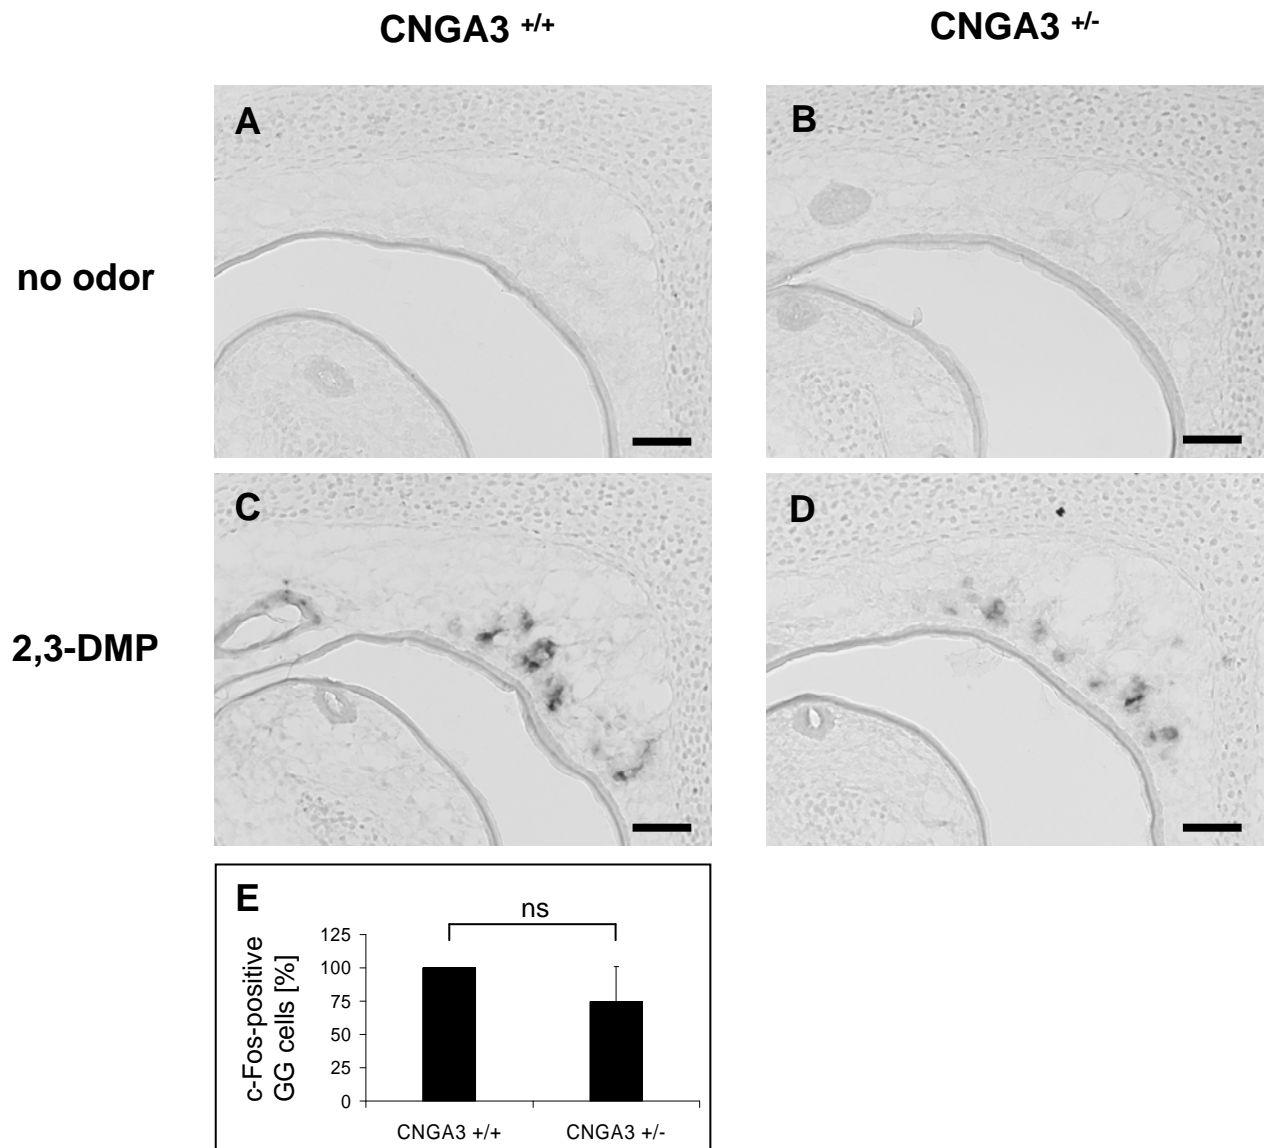 CNGA3 +/+
CNGA3 +/-
no odor
A
B
2,3-DMP
C
D
E
ns
c-Fos-positive
GG cells [%]
125
100
75
50
25
0
CNGA3 +/+
CNGA3 +/-